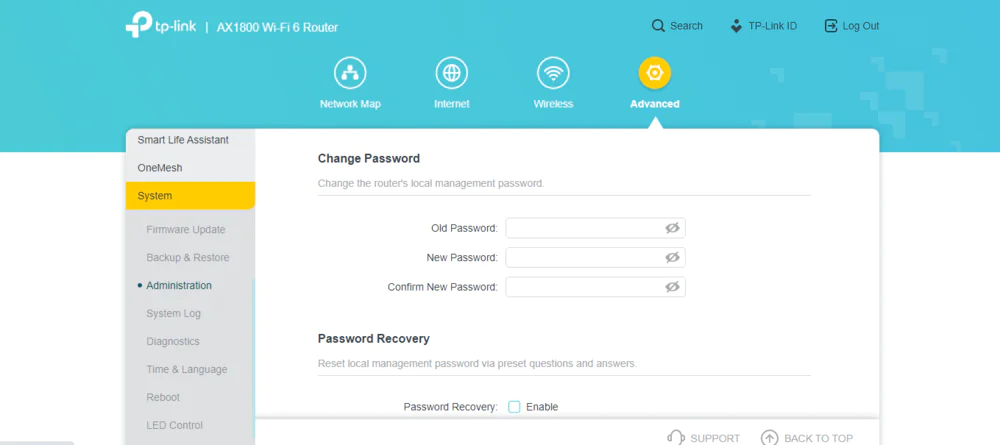 tp-link | AX1800 Wi-Fi 6 Router
Search
TP-Link ID
Log Out
Network Map
Internet
Wireless
Advanced
Smart Life Assistant
OneMesh
System
Firmware Update
Backup & Restore
Administration
System Log
Diagnostics
Time & Language
Reboot
LED Control
Change Password
Change the router's local management password.
Old Password:
New Password:
Confirm New Password:
Password Recovery
Reset local management password via preset questions and answers.
Password Recovery: Enable
SUPPORT
BACK TO TOP